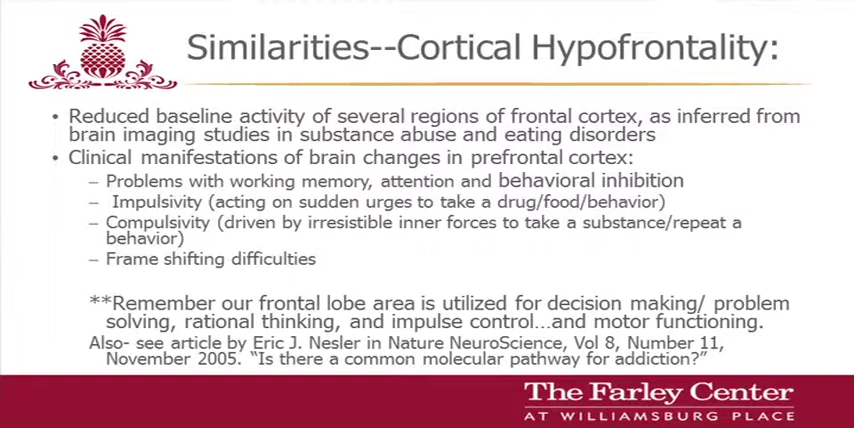 Similarities--Cortical Hypofrontality:
• Reduced baseline activity of several regions of frontal cortex, as inferred from
brain imaging studies in substance abuse and eating disorders
• Clinical manifestations of brain changes in prefrontal cortex:
– Problems with working memory, attention and behavioral inhibition
– Impulsivity (acting on sudden urges to take a drug/food/behavior)
– Compulsivity (driven by irresistible inner forces to take a substance/repeat a
behavior)
– Frame shifting difficulties
**Remember our frontal lobe area is utilized for decision making/ problem
solving, rational thinking, and impulse control…and motor functioning.
Also- see article by Eric J. Nesler in Nature NeuroScience, Vol 8, Number 11,
November 2005. “Is there a common molecular pathway for addiction?”
The Farley Center
AT WILLIAMSBURG PLACE